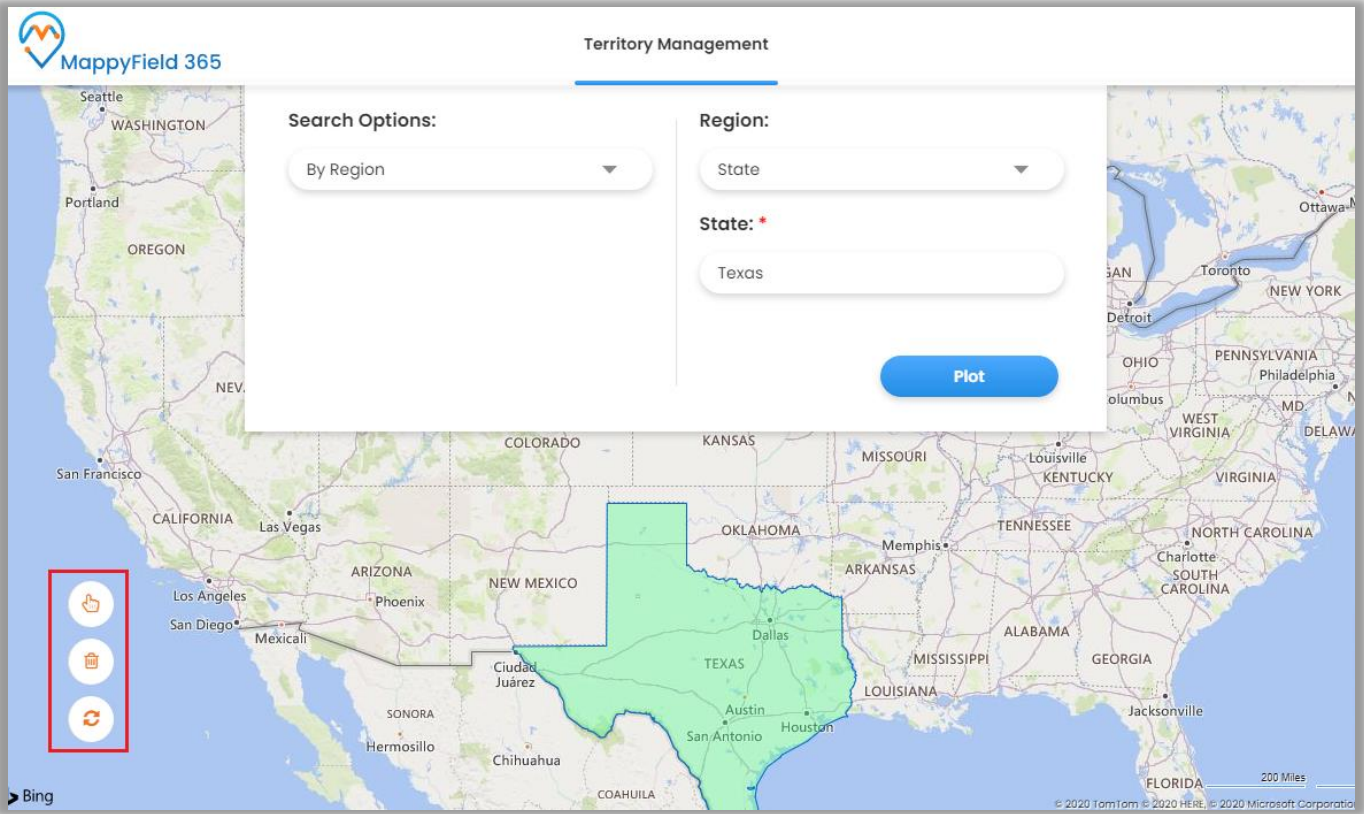 MappyField 365
Territory Management
Search Options:
By Region
Region:
State
State: *
Texas
Plot
Seattle
WASHINGTON
Portland
OREGON
NEV.
San Francisco
CALIFORNIA
Las Vegas
Los Angeles
San Diego
Mexicali
ARIZONA
Phoenix
NEW MEXICO
COLORADO
KANSAS
OKLAHOMA
MISSOURI
ARKANSAS
Memphis
Louisville
KENTUCKY
TENNESSEE
WEST
VIRGINIA
VIRGINIA
NORTH CAROLINA
Charlotte
SOUTH
CAROLINA
ALABAMA
MISSISSIPPI
GEORGIA
LOUISIANA
Jacksonville
FLORIDA
GAN
Detroit
Toronto
Ottawa
NEW YORK
PENNSYLVANIA
Philadelphia
OHIO
olumbus
MD.
DELAW
Dallas
TEXAS
Austin
San Antonio
Houston
Ciudad
Juárez
SONORA
Hermosillo
Chihuahua
COAHUILA
Bing
200 Miles
© 2020 TomTom © 2020 HERE, © 2020 Microsoft Corporatio